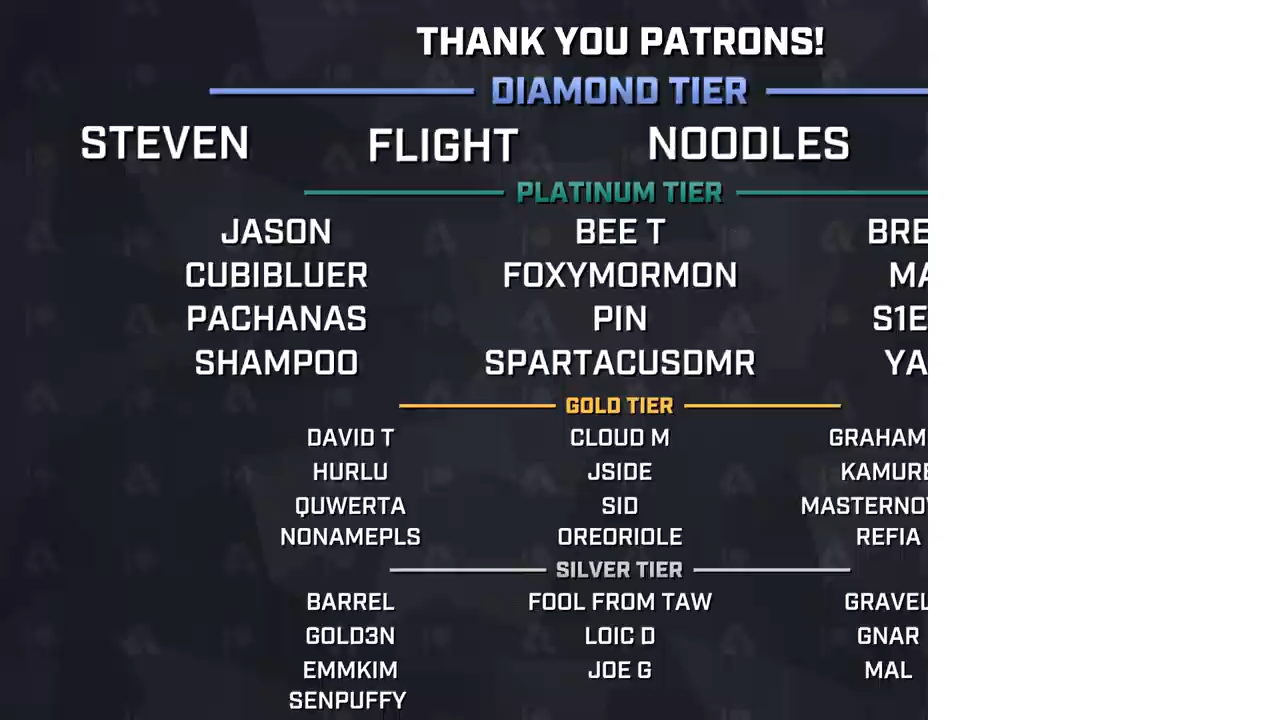 THANK YOU PATRONS!
DIAMOND TIER
STEVEN FLIGHT NOODLES
PLATINUM TIER
JASON BEE T
CUBIBLUER FOXYMORMON
PACHANAS PIN
SHAMPOO SPARTACUSDMR
GOLD TIER
DAVID T CLOUD M GRAHAM
HURLU JSIDE
QUWERTA SID
NONAMEPLS OREORIOLE REFIA
SILVER TIER
BARREL FOOL FROM TAW
GOLD3N LOIC D GNAR
EMMKIM JOE G MAL
SENPUFFY